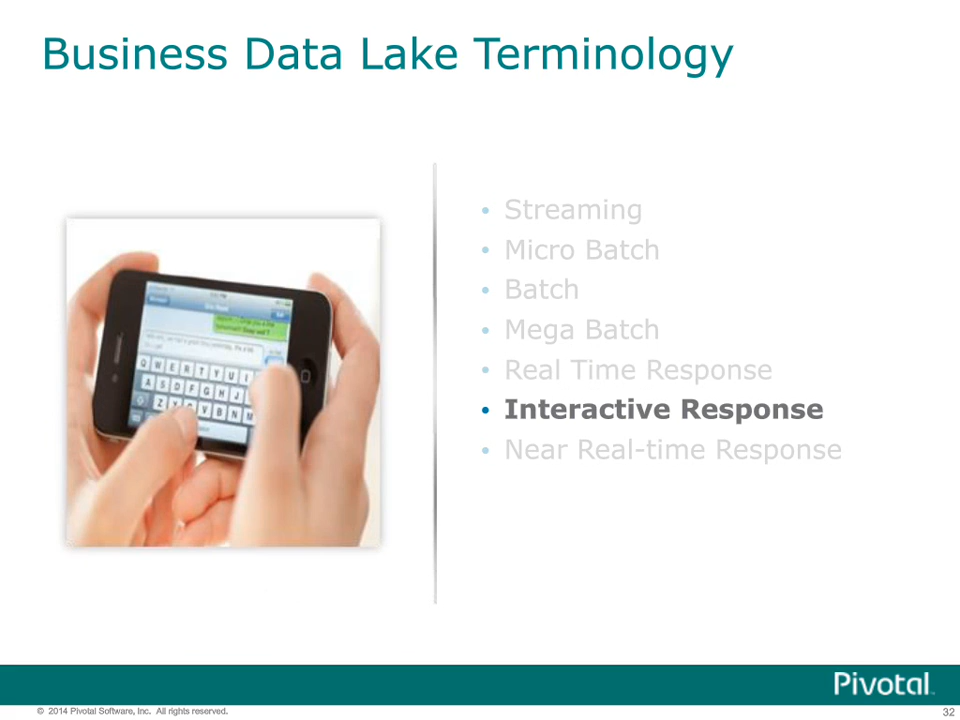 Business Data Lake Terminology
• Streaming
• Micro Batch
• Batch
• Mega Batch
• Real Time Response
• Interactive Response
• Near Real-time Response
Q W E R T Y U I
A S D F G H J
Z V B N M
Pivotal
© 2014 Pivotal Software, Inc. All rights reserved.
32